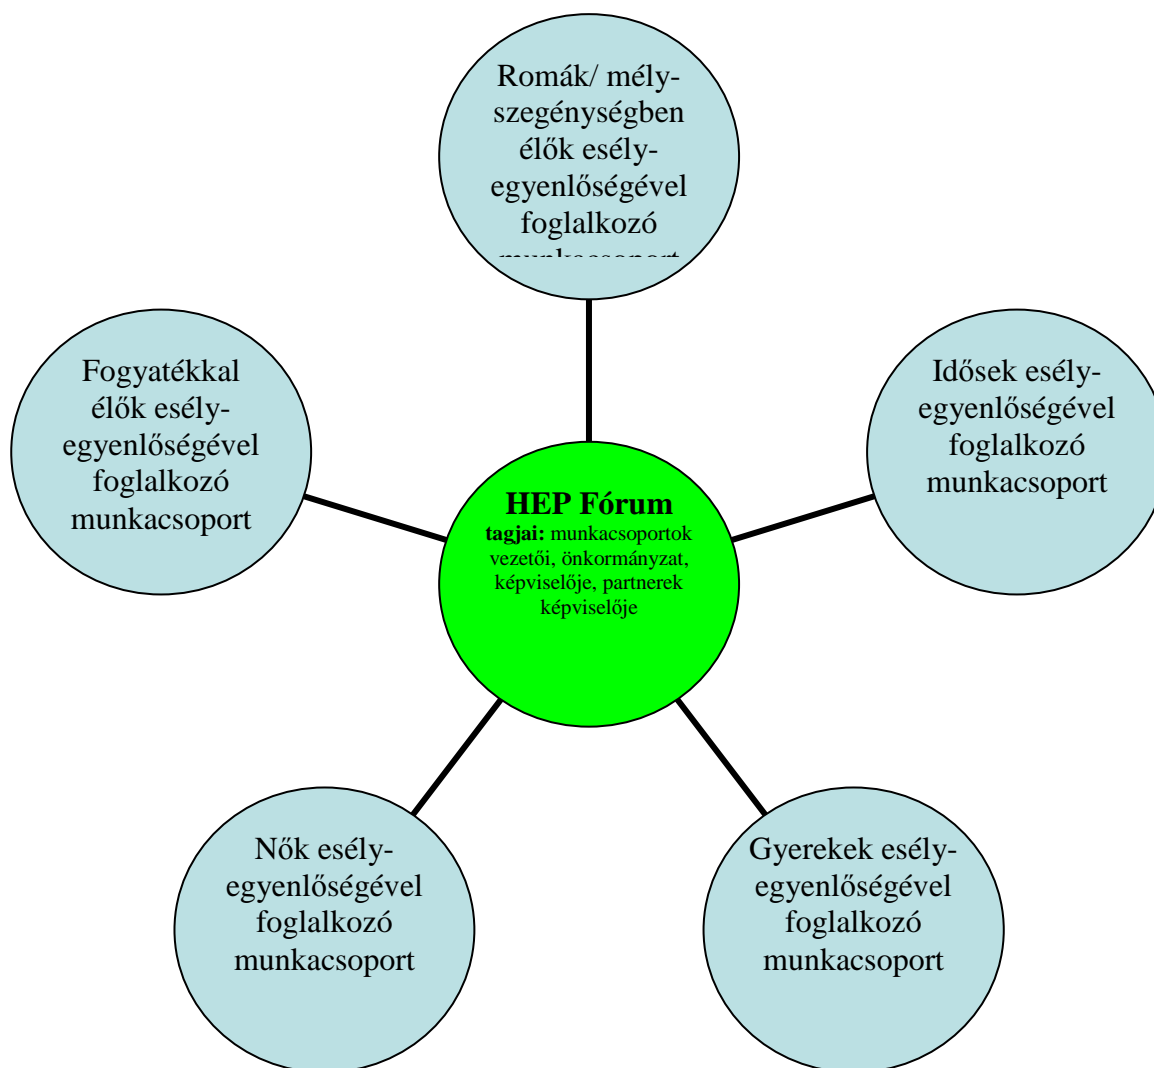 Romák/ mély-
szegénységben
élők esély-
egyenlőségével
foglalkozó
munkacsoport
Fogyatékkal
élők esély-
egyenlőségével
foglalkozó
munkacsoport
Idősek esély-
egyenlőségével
foglalkozó
munkacsoport
HEP Fórum
tagjai: munkacsoportok
vezetői, önkormányzat,
képviselője, partnerek
képviselője
Nők esély-
egyenlőségével
foglalkozó
munkacsoport
Gyerekek esély-
egyenlőségével
foglalkozó
munkacsoport